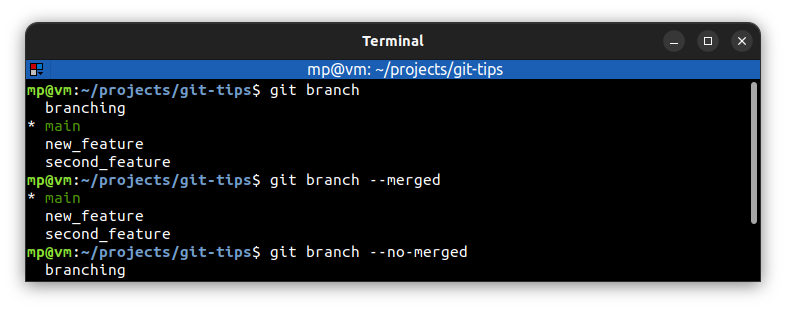 Terminal
mp@vm: ~/projects/git-tips
mp@vm:~/projects/git-tips$ git branch
  branching
* main
  new_feature
  second_feature
mp@vm:~/projects/git-tips$ git branch --merged
* main
  new_feature
  second_feature
mp@vm:~/projects/git-tips$ git branch --no-merged
  branching